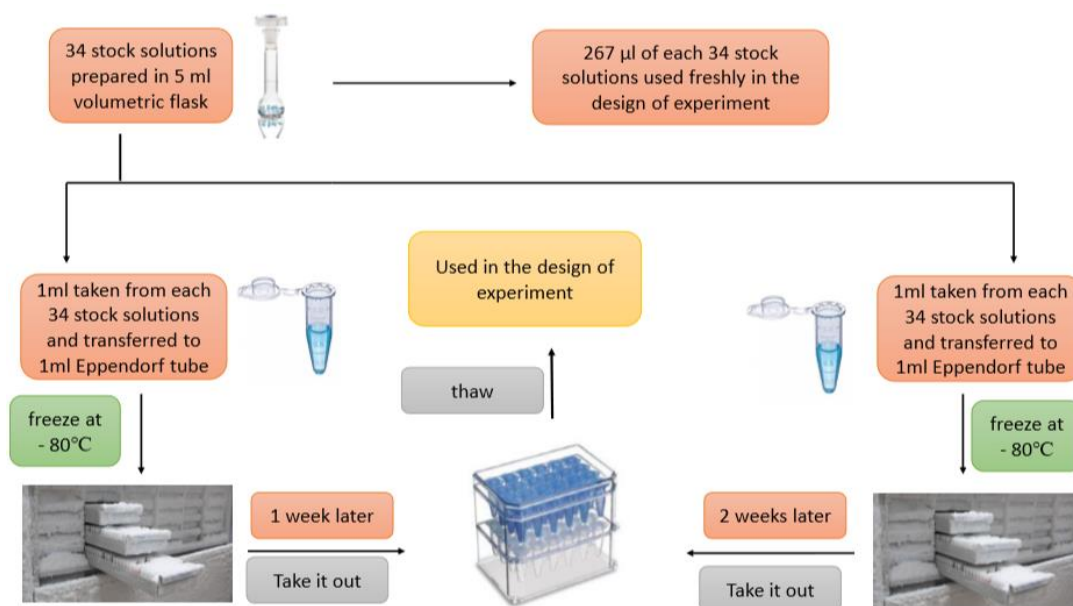 34 stock solutions
prepared in 5 ml
volumetric flask
267 µl of each 34 stock
solutions used freshly in the
design of experiment
1ml taken from each
34 stock solutions
and transferred to
1ml Eppendorf tube
Used in the design of
experiment
1ml taken from each
34 stock solutions
and transferred to
1ml Eppendorf tube
freeze at
- 80℃
thaw
freeze at
- 80℃
1 week later
Take it out
2 weeks later
Take it out